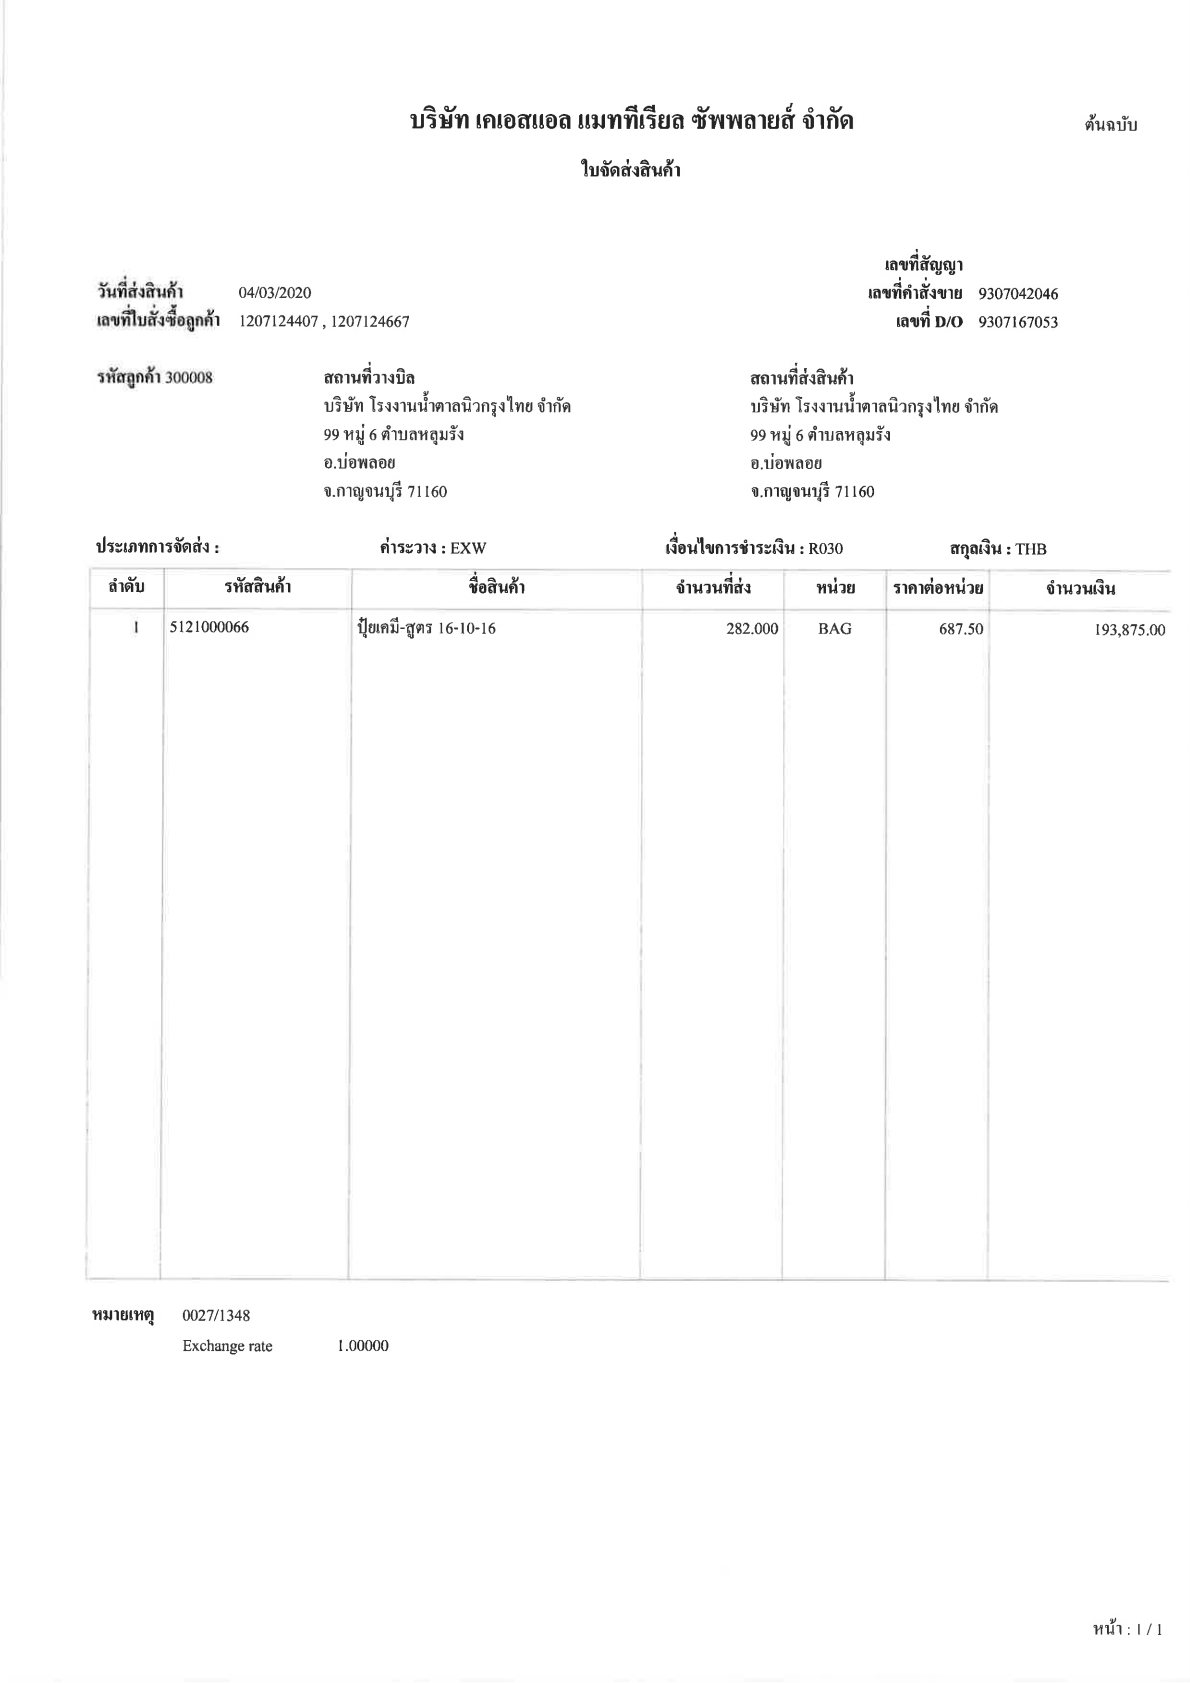 บริษัท เคเอสแอล แมททีเรียล ซัพพลายส์ จำกัด
ต้นฉบับ
ใบจัดส่งสินค้า
เลขที่สัญญา
วันที่ส่งสินค้า 04/03/2020 เลขที่คำสั่งขาย 9307042046
เลขที่ใบสั่งซื้อลูกค้า 1207124407 , 1207124667 เลขที่ D/O 9307167053
รหัสลูกค้า 300008 สถานที่วางบิล สถานที่ส่งสินค้า
บริษัท โรงงานน้ำตาลนิวกรุงไทย จำกัด บริษัท โรงงานน้ำตาลนิวกรุงไทย จำกัด
99 หมู่ 6 ตำบลหลุมรัง 99 หมู่ 6 ตำบลหลุมรัง
อ.บ่อพลอย อ.บ่อพลอย
จ.กาญจนบุรี 71160 จ.กาญจนบุรี 71160
ประเภทการจัดส่ง : ค่าระวาง : EXW เงื่อนไขการชำระเงิน : R030 สกุลเงิน : THB
ลำดับ รหัสสินค้า ชื่อสินค้า จำนวนที่ส่ง หน่วย ราคาต่อหน่วย จำนวนเงิน
1 5121000066 ปุ๋ยเคมี-สูตร 16-10-16 282.000 BAG 687.50 193,875.00
หมายเหตุ 0027/1348
Exchange rate 1.00000
หน้า : 1 / 1